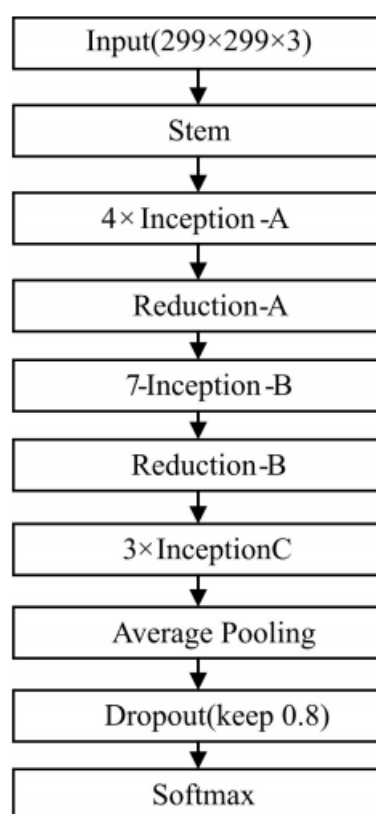 Input(299×299×3)
Stem
4× Inception-A
Reduction-A
7-Inception-B
Reduction-B
3×InceptionC
Average Pooling
Dropout(keep 0.8)
Softmax